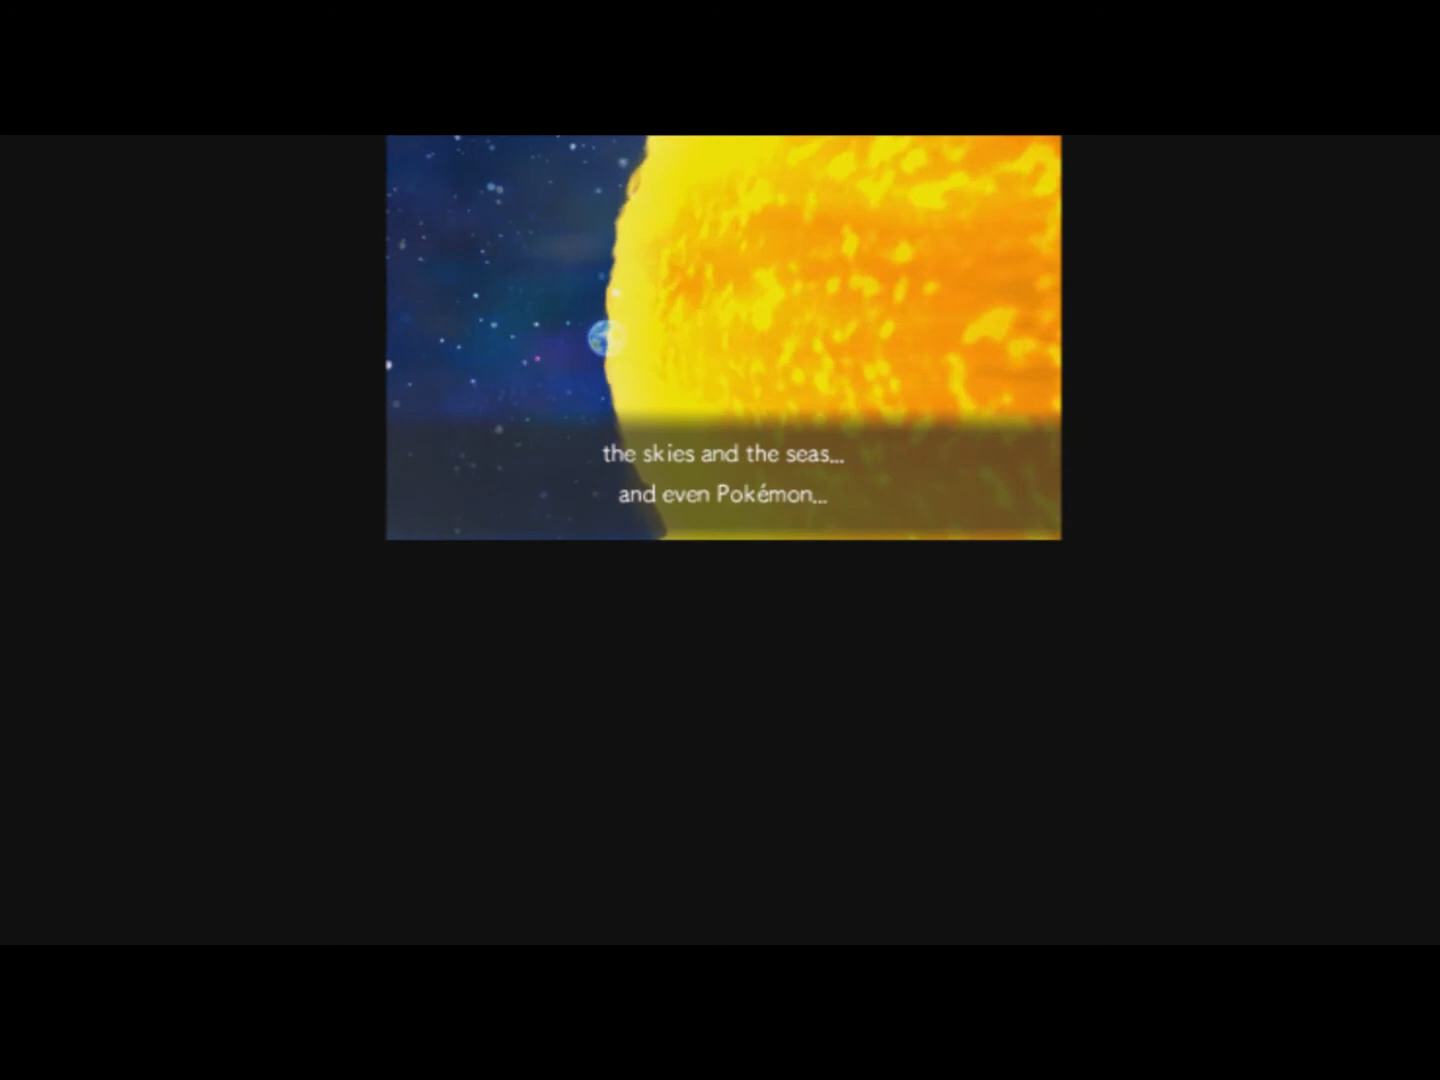 the skies and the seas...
and even Pokémon...